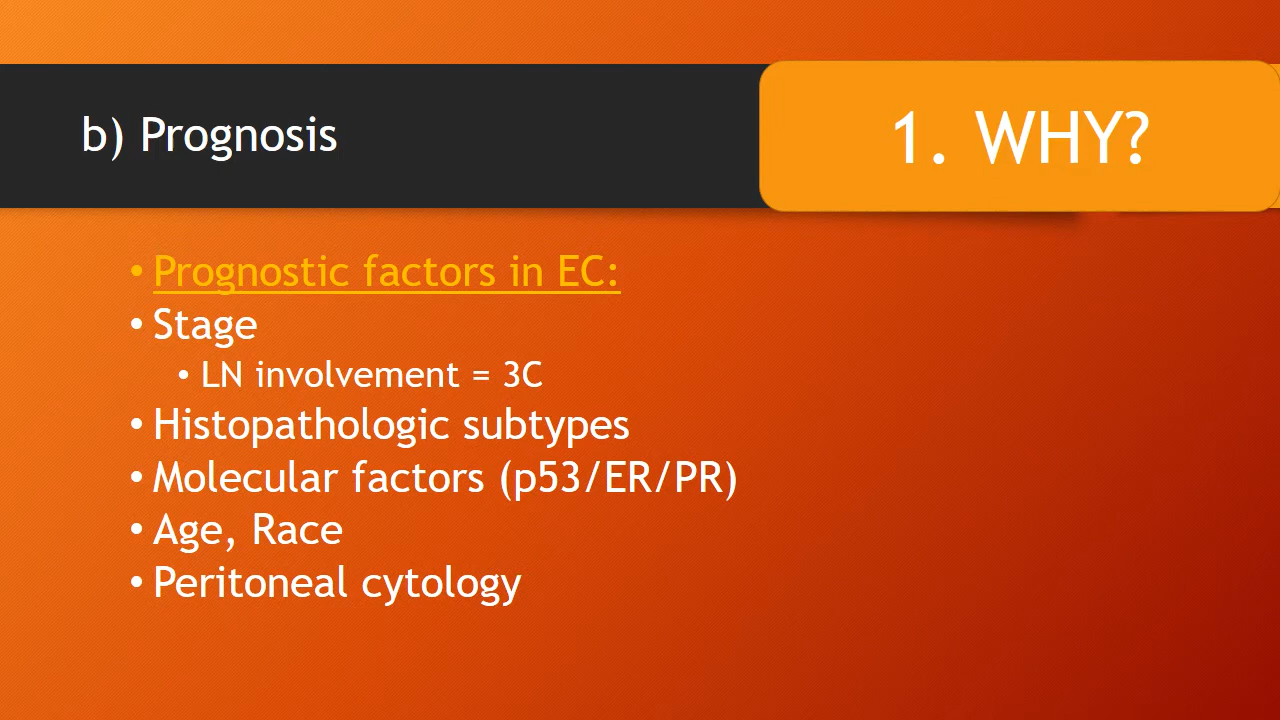 b) Prognosis
1. WHY?
• Prognostic factors in EC:
• Stage
• LN involvement = 3C
• Histopathologic subtypes
• Molecular factors (p53/ER/PR)
• Age, Race
• Peritoneal cytology